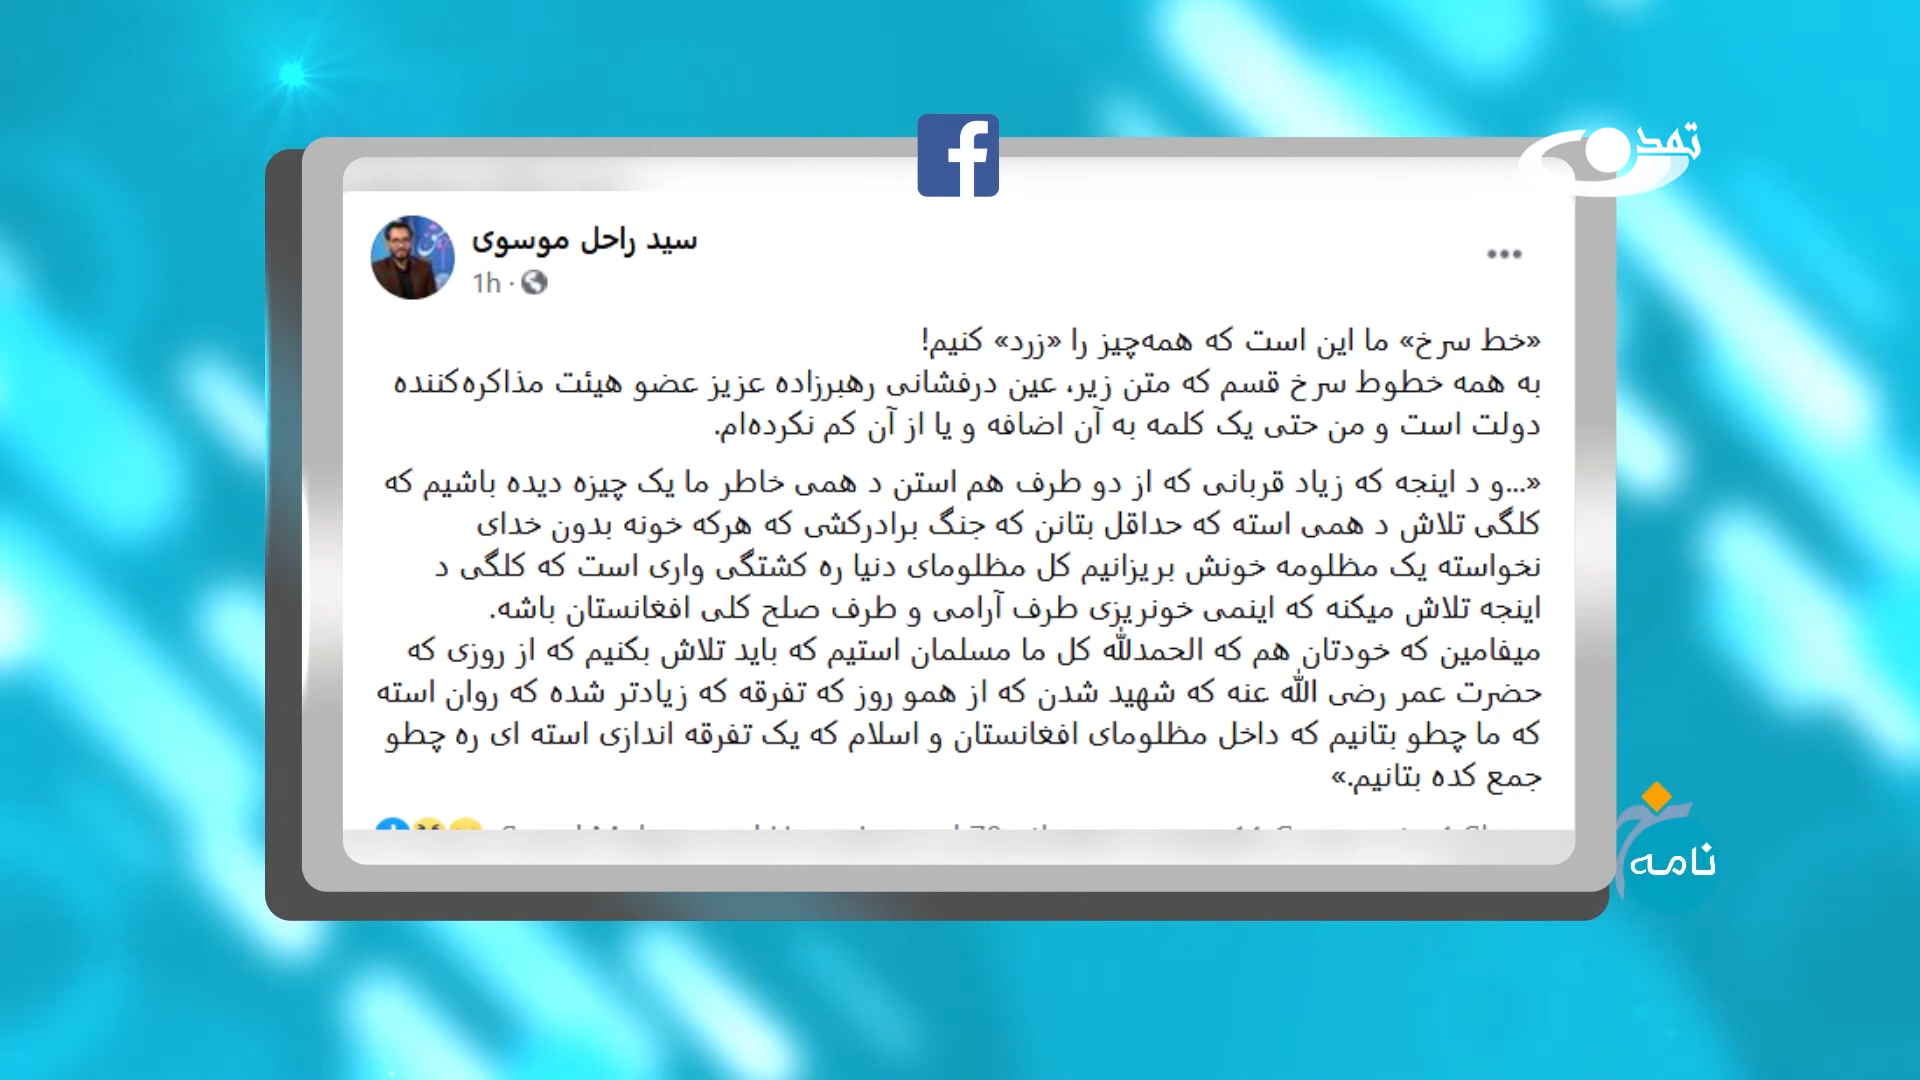 تمدن
سید راحل موسوی
1h
«خط سرخ» ما این است که همه‌چیز را «زرد» کنیم!
به همه خطوط سرخ قسم که متن زیر، عین درفشانی رهبرزاده عزیز عضو هیئت مذاکره‌کننده
دولت است و من حتی یک کلمه به آن اضافه و یا از آن کم نکرده‌ام.
«...و د اینجه که زیاد قربانی که از دو طرف هم استن د همی خاطر ما یک چیزه دیده باشیم که
کلگی تلاش د همی استه که حداقل بتانن که جنگ برادرکشی که هرکه خونه بدون خدای
نخواسته یک مظلومه خونش بریزانیم کل مظلومای دنیا ره کشتگی واری است که کلگی د
اینجه تلاش میکنه که اینمی خونریزی طرف آرامی و طرف صلح کلی افغانستان باشه.
میفامین که خودتان هم که الحمدلله کل ما مسلمان استیم که باید تلاش بکنیم که از روزی که
حضرت عمر رضی الله عنه که شهید شدن که از همو روز که تفرقه که زیادتر شده که روان استه
که ما چطو بتانیم که داخل مظلومای افغانستان و اسلام که یک تفرقه اندازی استه ای ره چطو
جمع کده بتانیم.»
نامه